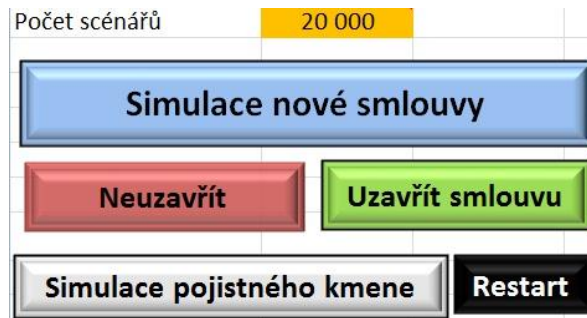 Počet scénářů 20 000
Simulace nové smlouvy
Neuzavřít Uzavřít smlouvu
Simulace pojistného kmene Restart